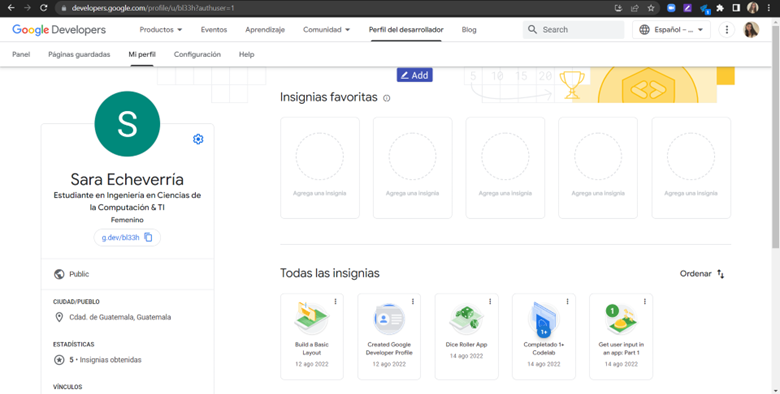 developers.google.com/profile/u/bl33h?authuser=1
Google Developers
Productos
Eventos
Aprendizaje
Comunidad
Perfil del desarrollador
Blog
Search
Español – ...
Panel
Páginas guardadas
Mi perfil
Configuración
Help
Add
5 10 15 20
S
Sara Echeverría
Estudiante en Ingeniería en Ciencias de
la Computación & TI
Femenino
g.dev/bl33h
Public
CIUDAD/PUEBLO
Cdad. de Guatemala, Guatemala
ESTADÍSTICAS
5 • Insignias obtenidas
VÍNCULOS
Insignias favoritas
Agrega una insignia
Agrega una insignia
Agrega una insignia
Agrega una insignia
Agrega una insignia
Todas las insignias
Ordenar
Build a Basic
Layout
12 ago 2022
Created Google
Developer Profile
12 ago 2022
Dice Roller App
14 ago 2022
1+
Completado 1+
Codelab
14 ago 2022
1
Get user input in
an app: Part 1
14 ago 2022